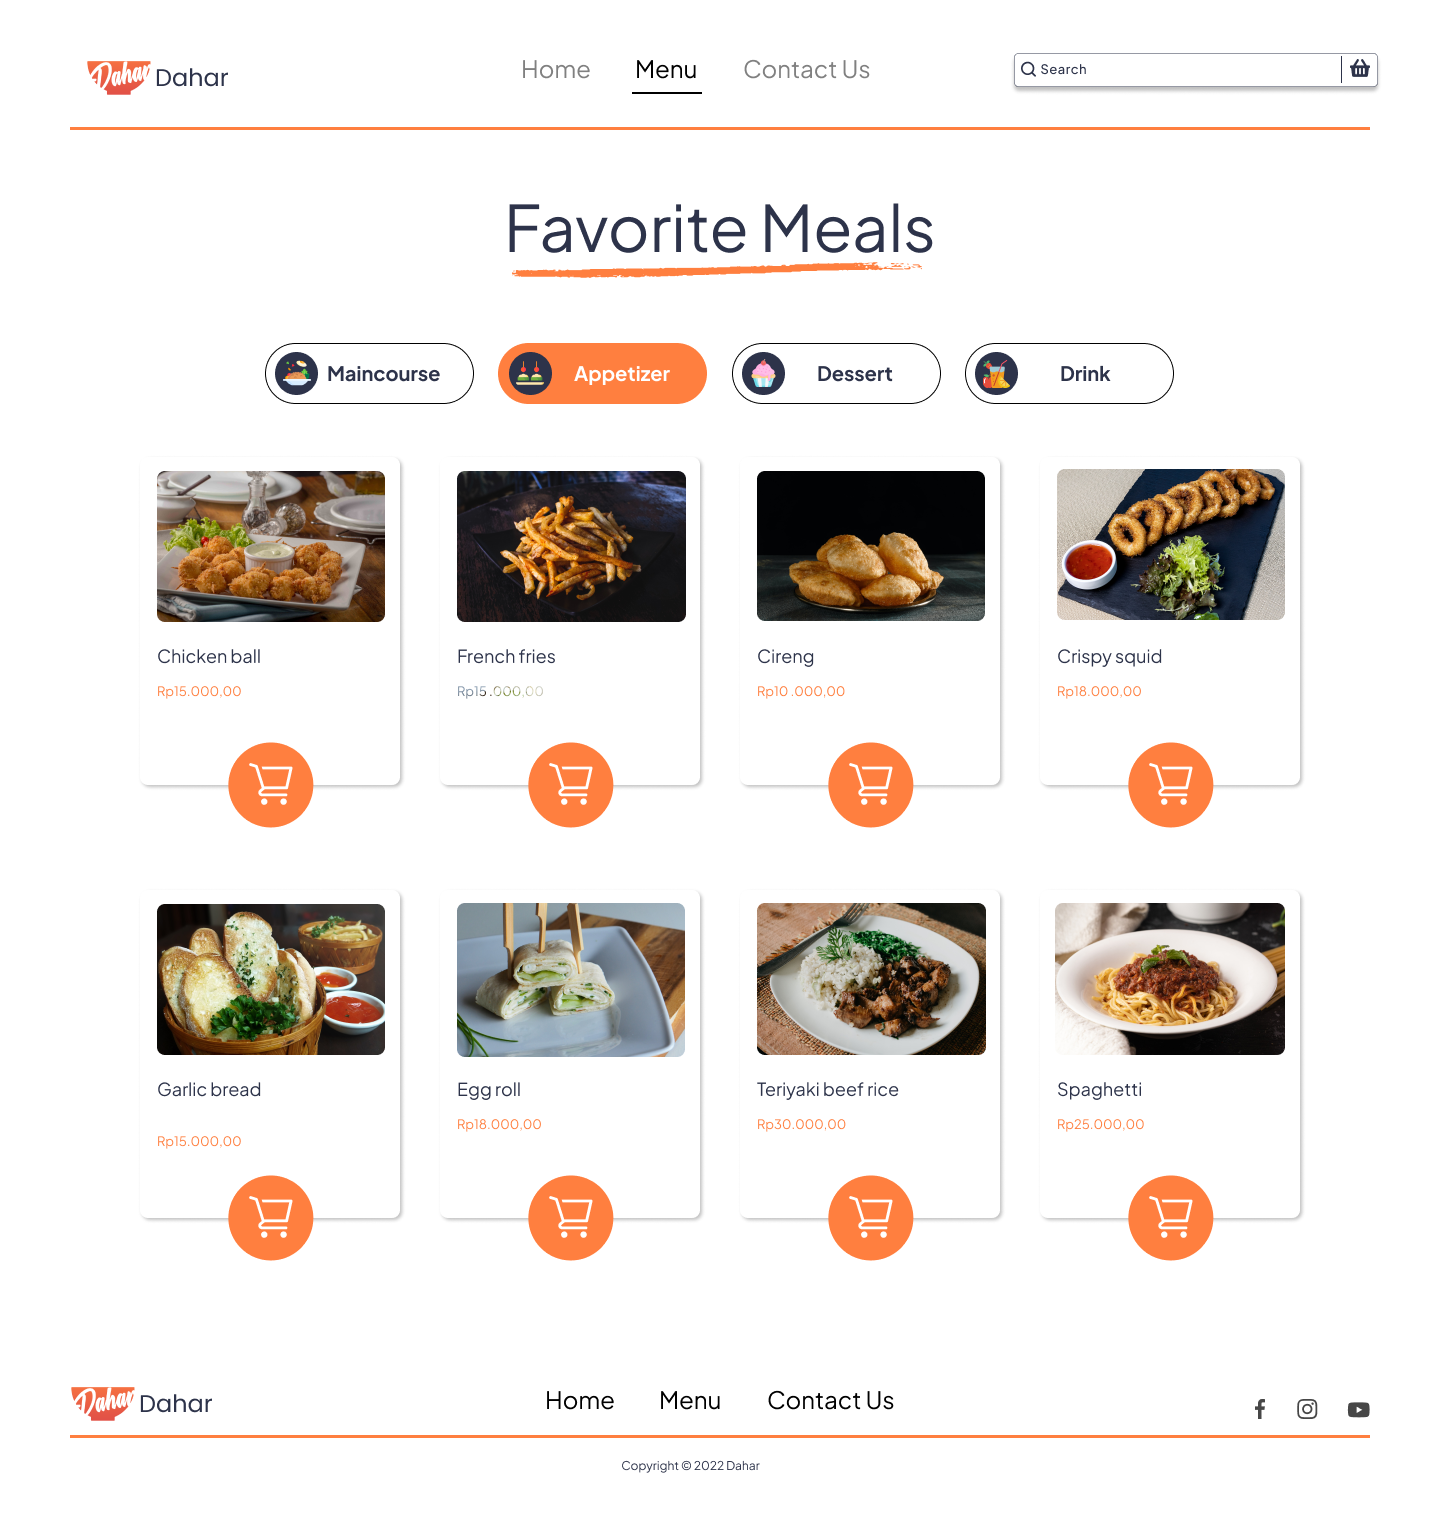 Dahar Dahar
Home Menu Contact Us
Search
Favorite Meals
Maincourse Appetizer Dessert Drink
Chicken ball French fries Cireng Crispy squid
Rp15.000,00 Rp15.000,00 Rp10 .000,00 Rp18.000,00
Garlic bread Egg roll Teriyaki beef rice Spaghetti
Rp15.000,00 Rp18.000,00 Rp30.000,00 Rp25.000,00
Dahar Dahar
Home Menu Contact Us
Copyright © 2022 Dahar